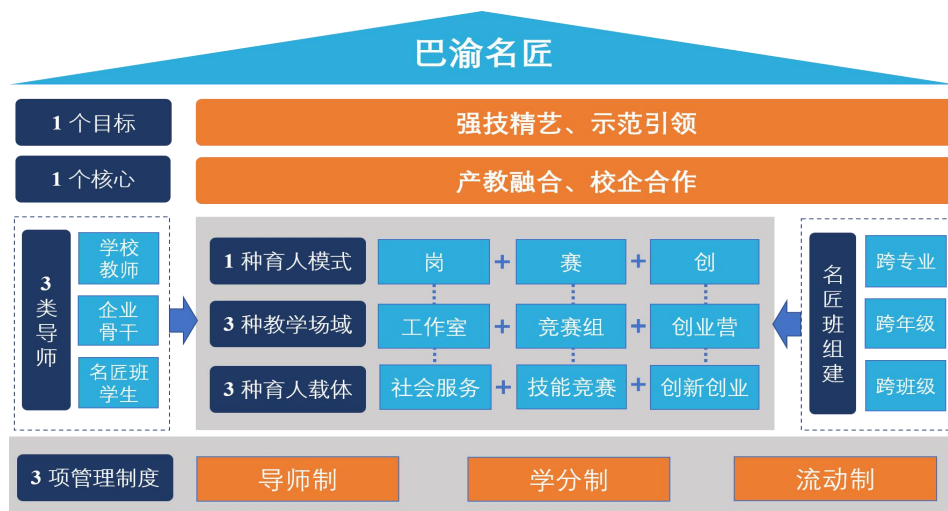 巴渝名匠
1 个目标
强技精艺、示范引领
1 个核心
产教融合、校企合作
3
类
导
师
学校
教师
企业
骨干
名匠班
学生
1 种育人模式
岗 + 赛 + 创
3 种教学场域
工作室 + 竞赛组 + 创业营
3 种育人载体
社会服务 + 技能竞赛 + 创新创业
名
匠
班
组
建
跨专业
跨年级
跨班级
3 项管理制度
导师制
学分制
流动制